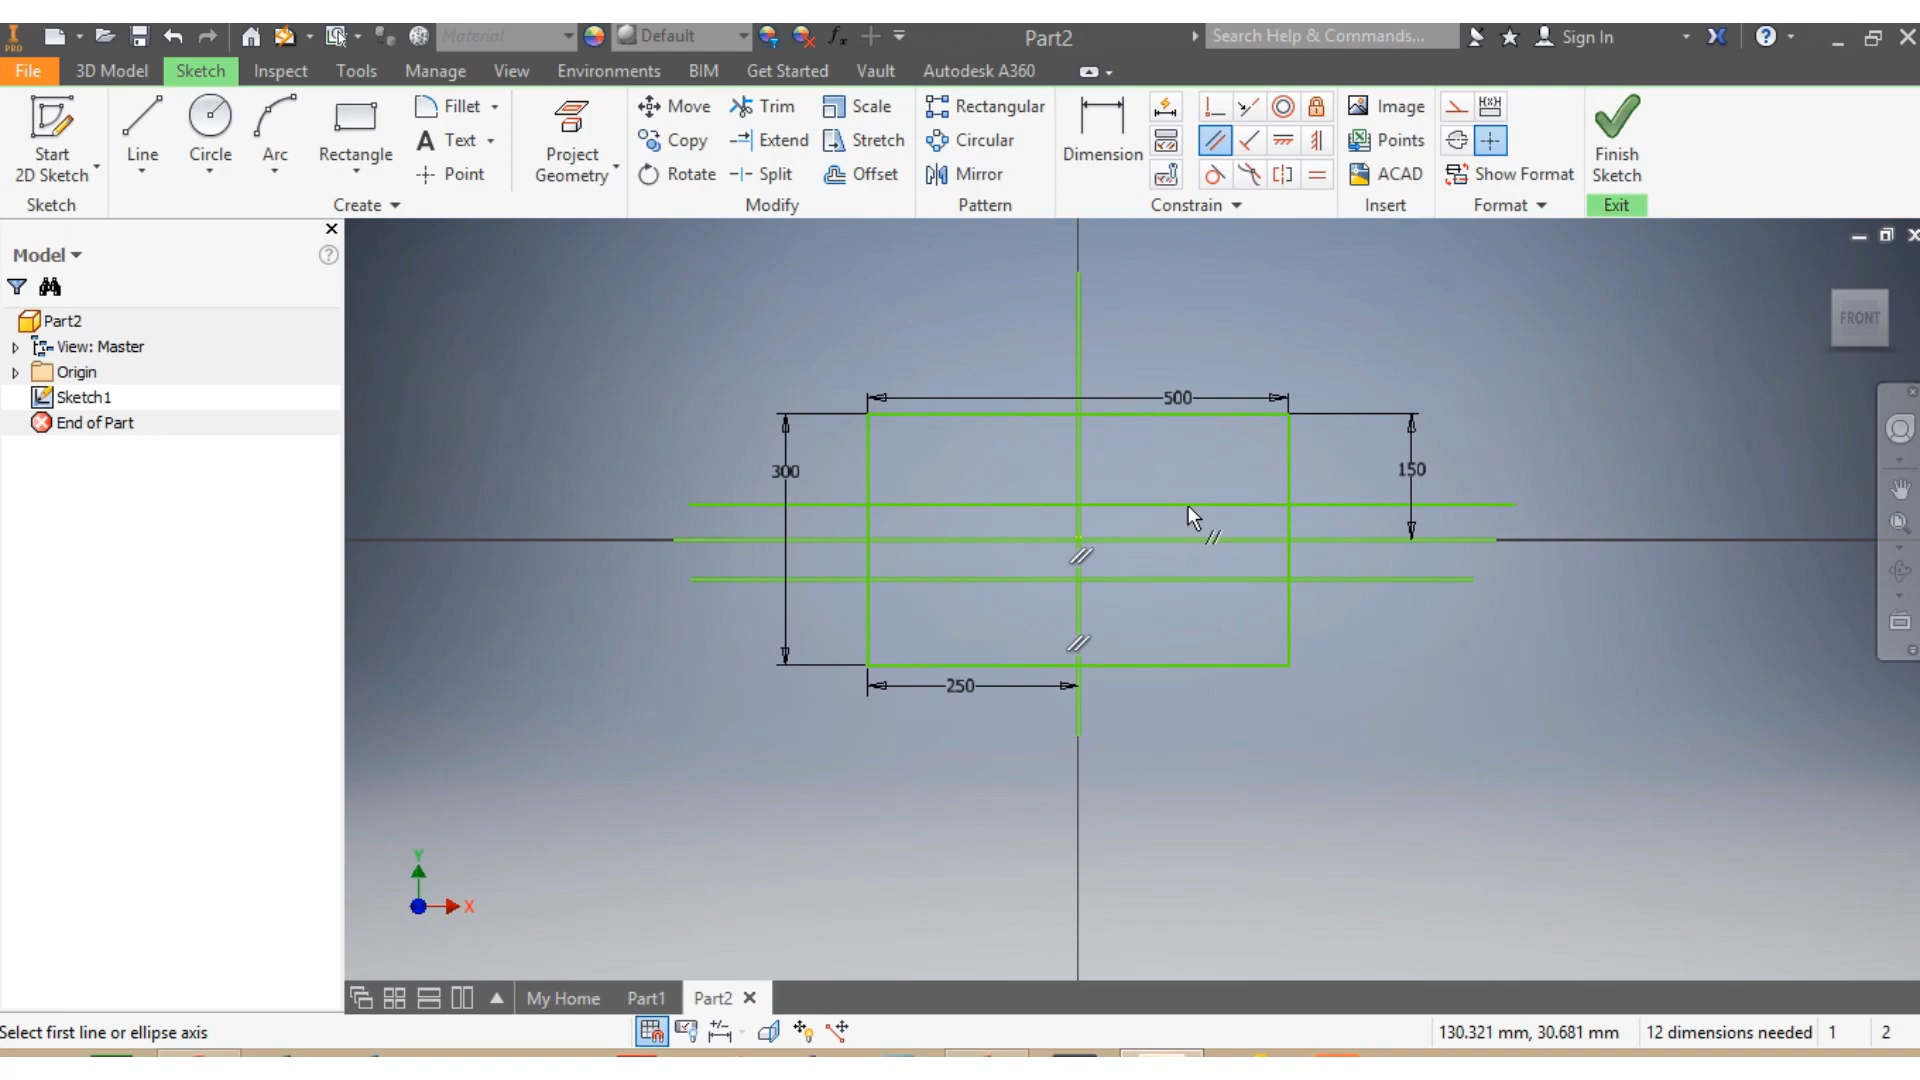 PRO Material Default fx Part2 Search Help & Commands... Sign In
File 3D Model Sketch Inspect Tools Manage View Environments BIM Get Started Vault Autodesk A360
Start 2D Sketch
Line
Circle
Arc
Rectangle
Fillet
Text
Point
Project Geometry
Move Trim Scale
Copy Extend Stretch
Rotate Split Offset
Rectangular
Circular
Mirror
Dimension
Image
Points
ACAD
Show Format
Finish Sketch
Sketch Create Modify Pattern Constrain Insert Format Exit
Model
Part2
View: Master
Origin
Sketch1
End of Part
FRONT
500
300
150
250
Y
X
My Home Part1 Part2
Select first line or ellipse axis
130.321 mm, 30.681 mm 12 dimensions needed 1 2